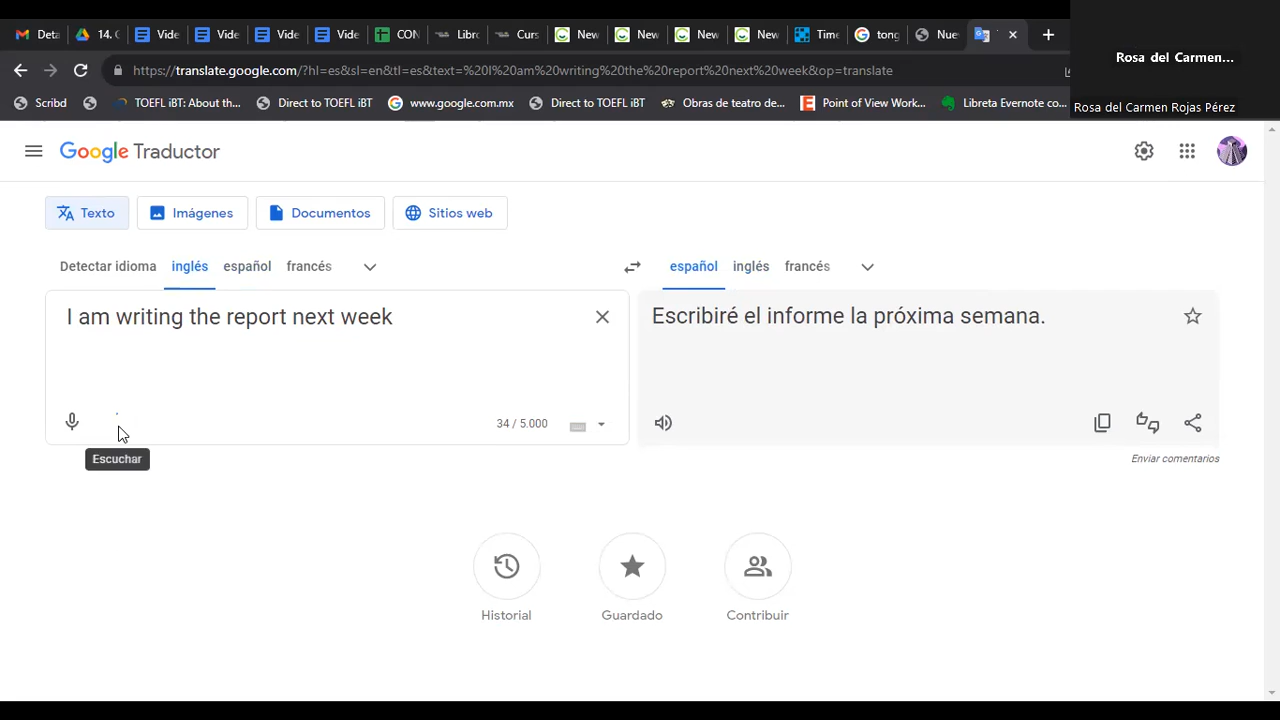 Deta
14. C
Vide
Vide
Vide
Vide
CON
Libro
Curs
New
New
New
New
Time
tong
Nue
T
Rosa del Carmen...
Rosa del Carmen Rojas Pérez
https://translate.google.com/?hl=es&sl=en&tl=es&text=%20I%20am%20writing%20the%20report%20next%20week&op=translate
Scribd
TOEFL iBT: About th...
Direct to TOEFL iBT
www.google.com.mx
Direct to TOEFL iBT
Obras de teatro de...
Point of View Work...
Libreta Evernote co...
Google Traductor
Texto
Imágenes
Documentos
Sitios web
Detectar idioma inglés español francés
español inglés francés
I am writing the report next week
Escribiré el informe la próxima semana.
34 / 5.000
Escuchar
Enviar comentarios
Historial
Guardado
Contribuir